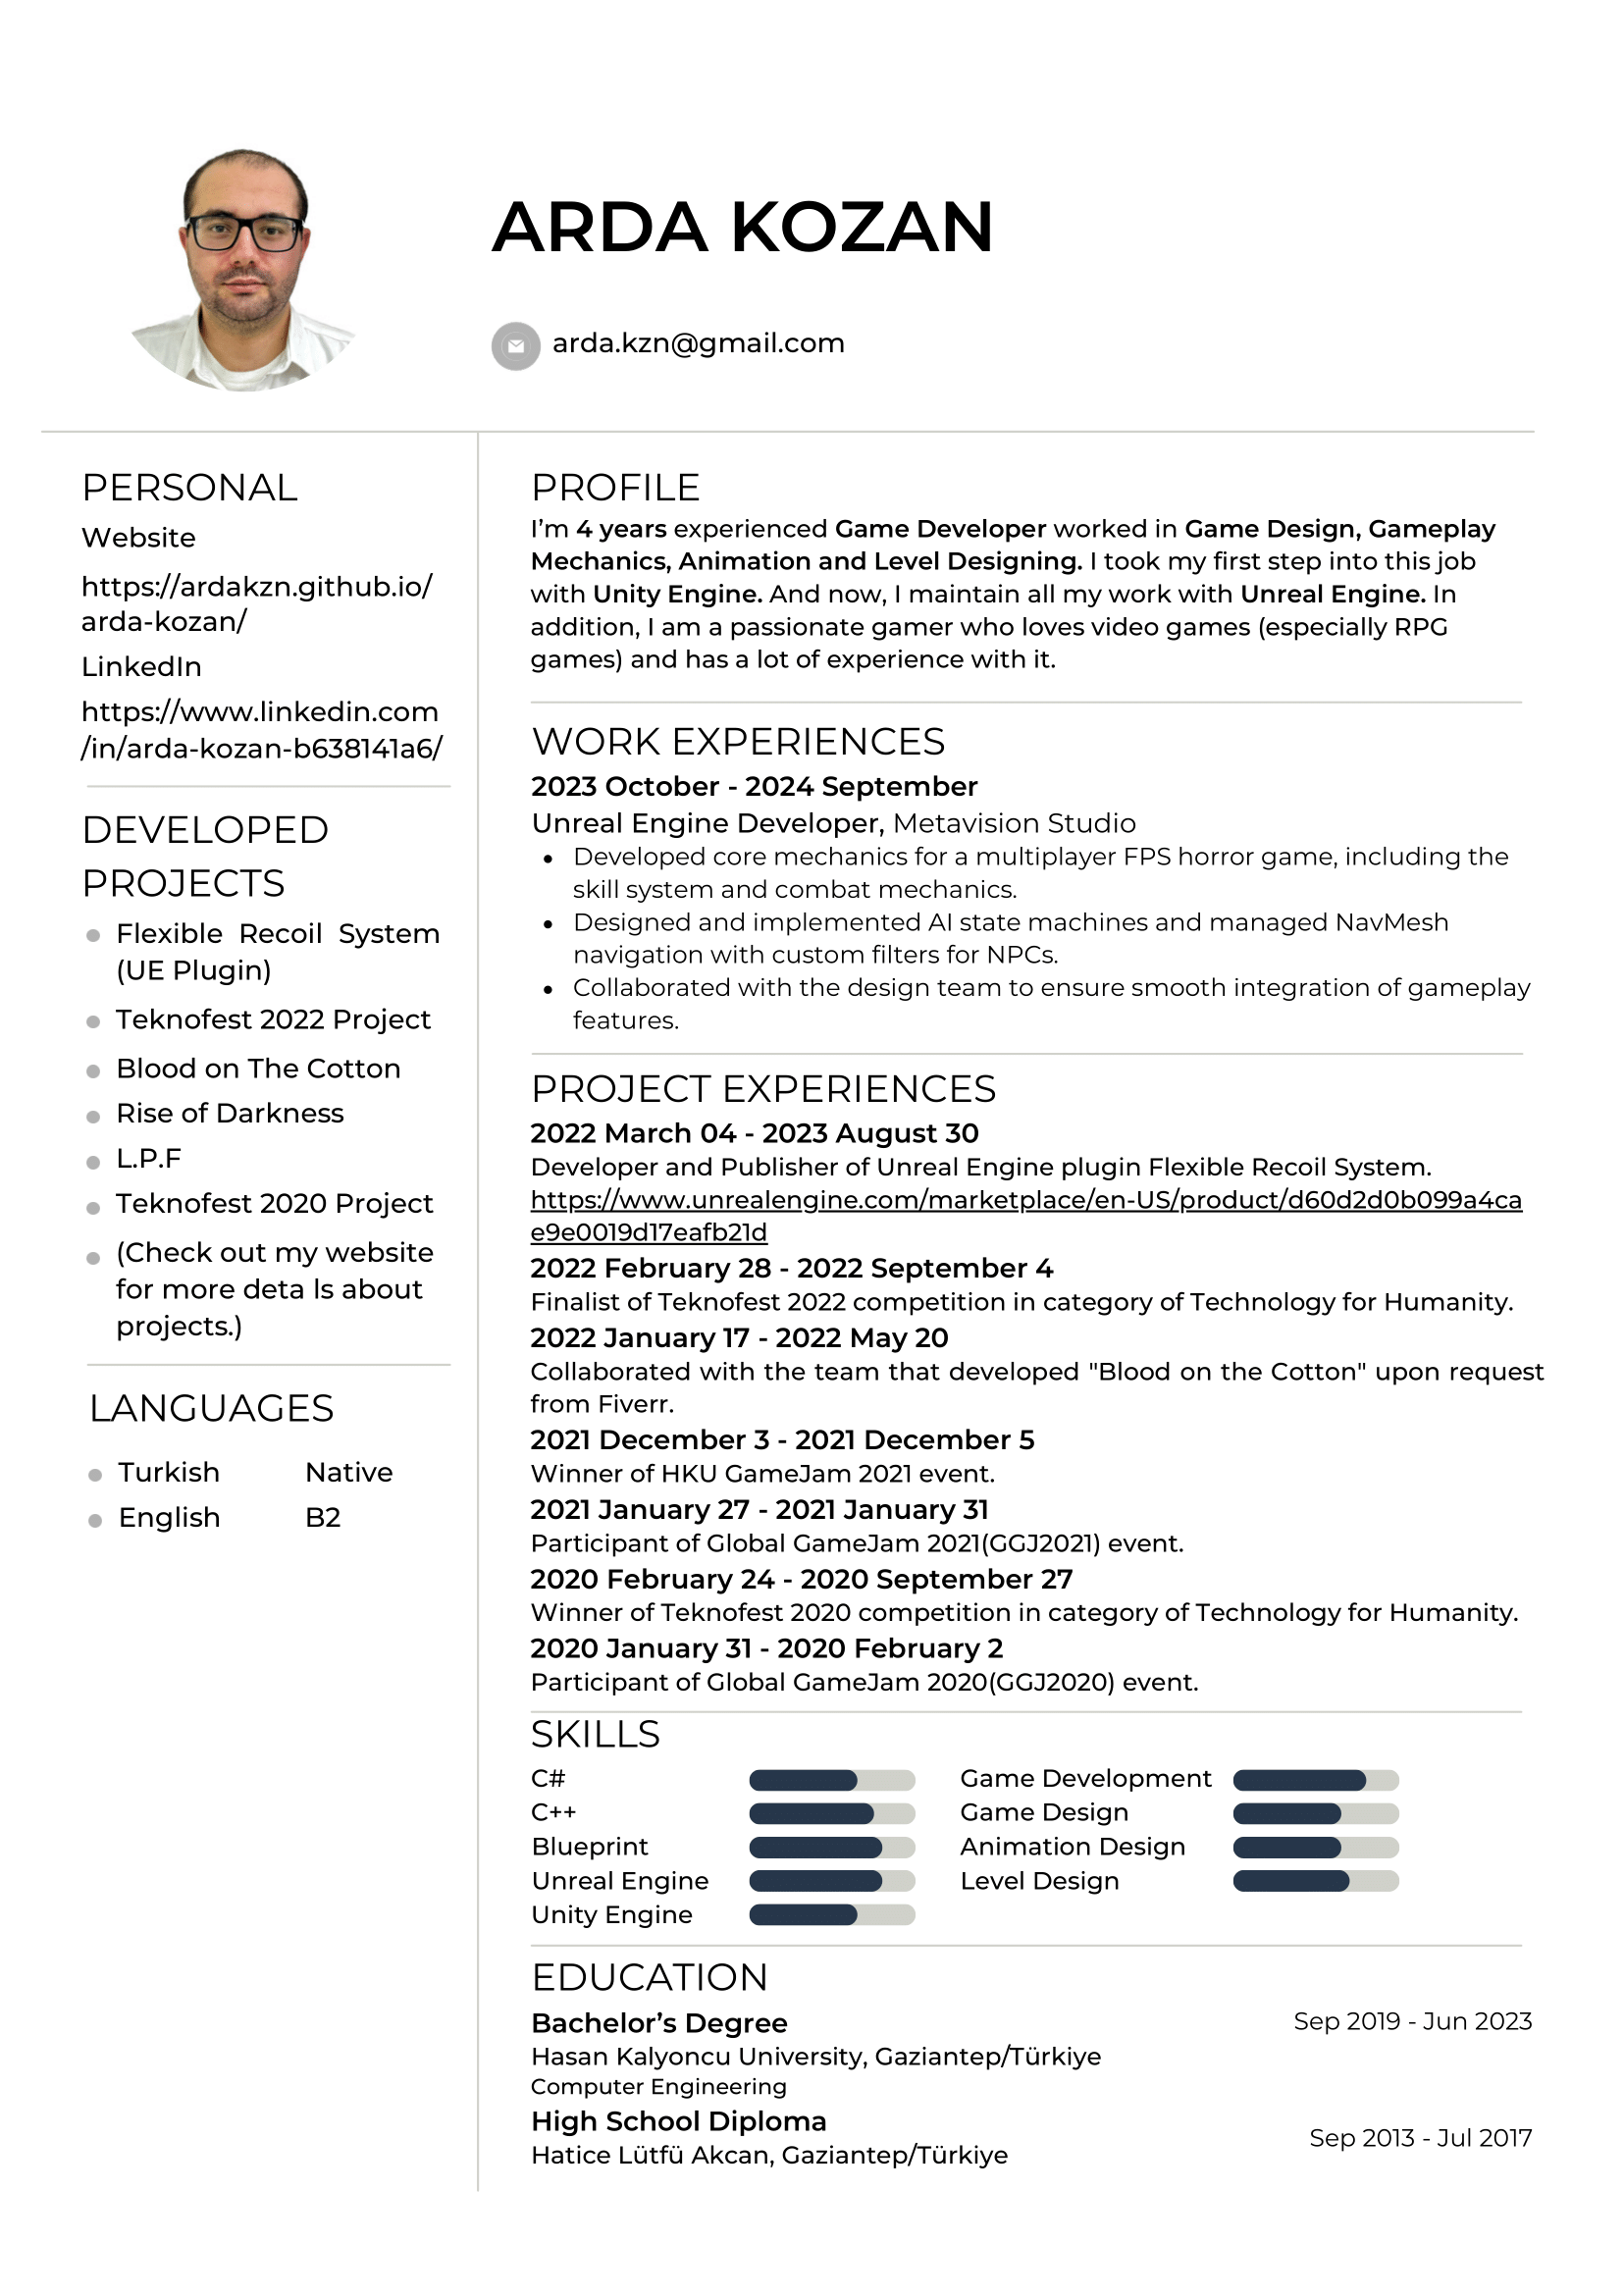 ARDA KOZAN
arda.kzn@gmail.com
PERSONAL
Website
https://ardakzn.github.io/
arda-kozan/
LinkedIn
https://www.linkedin.com
/in/arda-kozan-b638141a6/
DEVELOPED
PROJECTS
Flexible Recoil System
(UE Plugin)
Teknofest 2022 Project
Blood on The Cotton
Rise of Darkness
L.P.F
Teknofest 2020 Project
(Check out my website
for more deta ls about
projects.)
LANGUAGES
Turkish Native
English B2
PROFILE
I’m 4 years experienced Game Developer worked in Game Design, Gameplay
Mechanics, Animation and Level Designing. I took my first step into this job
with Unity Engine. And now, I maintain all my work with Unreal Engine. In
addition, I am a passionate gamer who loves video games (especially RPG
games) and has a lot of experience with it.
WORK EXPERIENCES
2023 October - 2024 September
Unreal Engine Developer, Metavision Studio
• Developed core mechanics for a multiplayer FPS horror game, including the
skill system and combat mechanics.
• Designed and implemented AI state machines and managed NavMesh
navigation with custom filters for NPCs.
• Collaborated with the design team to ensure smooth integration of gameplay
features.
PROJECT EXPERIENCES
2022 March 04 - 2023 August 30
Developer and Publisher of Unreal Engine plugin Flexible Recoil System.
https://www.unrealengine.com/marketplace/en-US/product/d60d2d0b099a4ca
e9e0019d17eafb21d
2022 February 28 - 2022 September 4
Finalist of Teknofest 2022 competition in category of Technology for Humanity.
2022 January 17 - 2022 May 20
Collaborated with the team that developed "Blood on the Cotton" upon request
from Fiverr.
2021 December 3 - 2021 December 5
Winner of HKU GameJam 2021 event.
2021 January 27 - 2021 January 31
Participant of Global GameJam 2021(GGJ2021) event.
2020 February 24 - 2020 September 27
Winner of Teknofest 2020 competition in category of Technology for Humanity.
2020 January 31 - 2020 February 2
Participant of Global GameJam 2020(GGJ2020) event.
SKILLS
C# Game Development
C++ Game Design
Blueprint Animation Design
Unreal Engine Level Design
Unity Engine
EDUCATION
Bachelor’s Degree Sep 2019 - Jun 2023
Hasan Kalyoncu University, Gaziantep/Türkiye
Computer Engineering
High School Diploma Sep 2013 - Jul 2017
Hatice Lütfü Akcan, Gaziantep/Türkiye